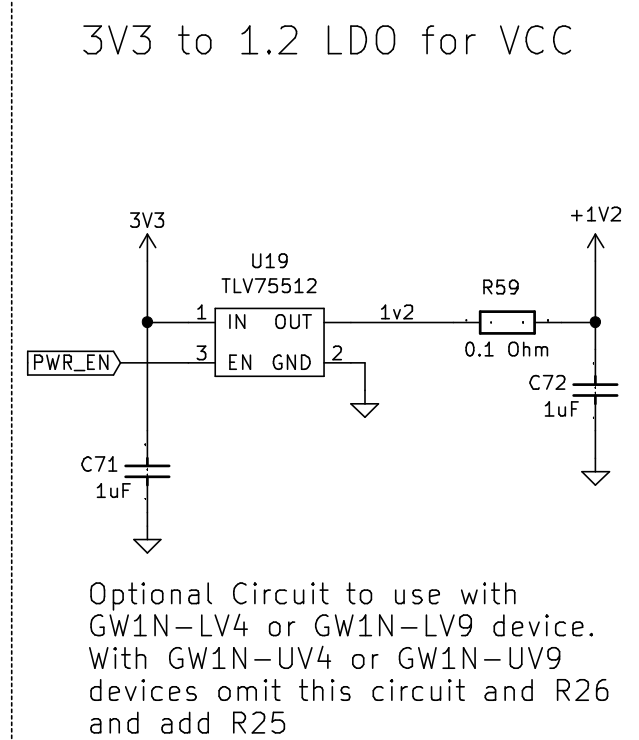 3V3 to 1.2 LDO for VCC
3V3
+1V2
U19
TLV75512
R59
1 IN OUT 1v2
0.1 Ohm
PWR_EN 3 EN GND 2
C72
1uF
C71
1uF
Optional Circuit to use with
GW1N-LV4 or GW1N-LV9 device.
With GW1N-UV4 or GW1N-UV9
devices omit this circuit and R26
and add R25